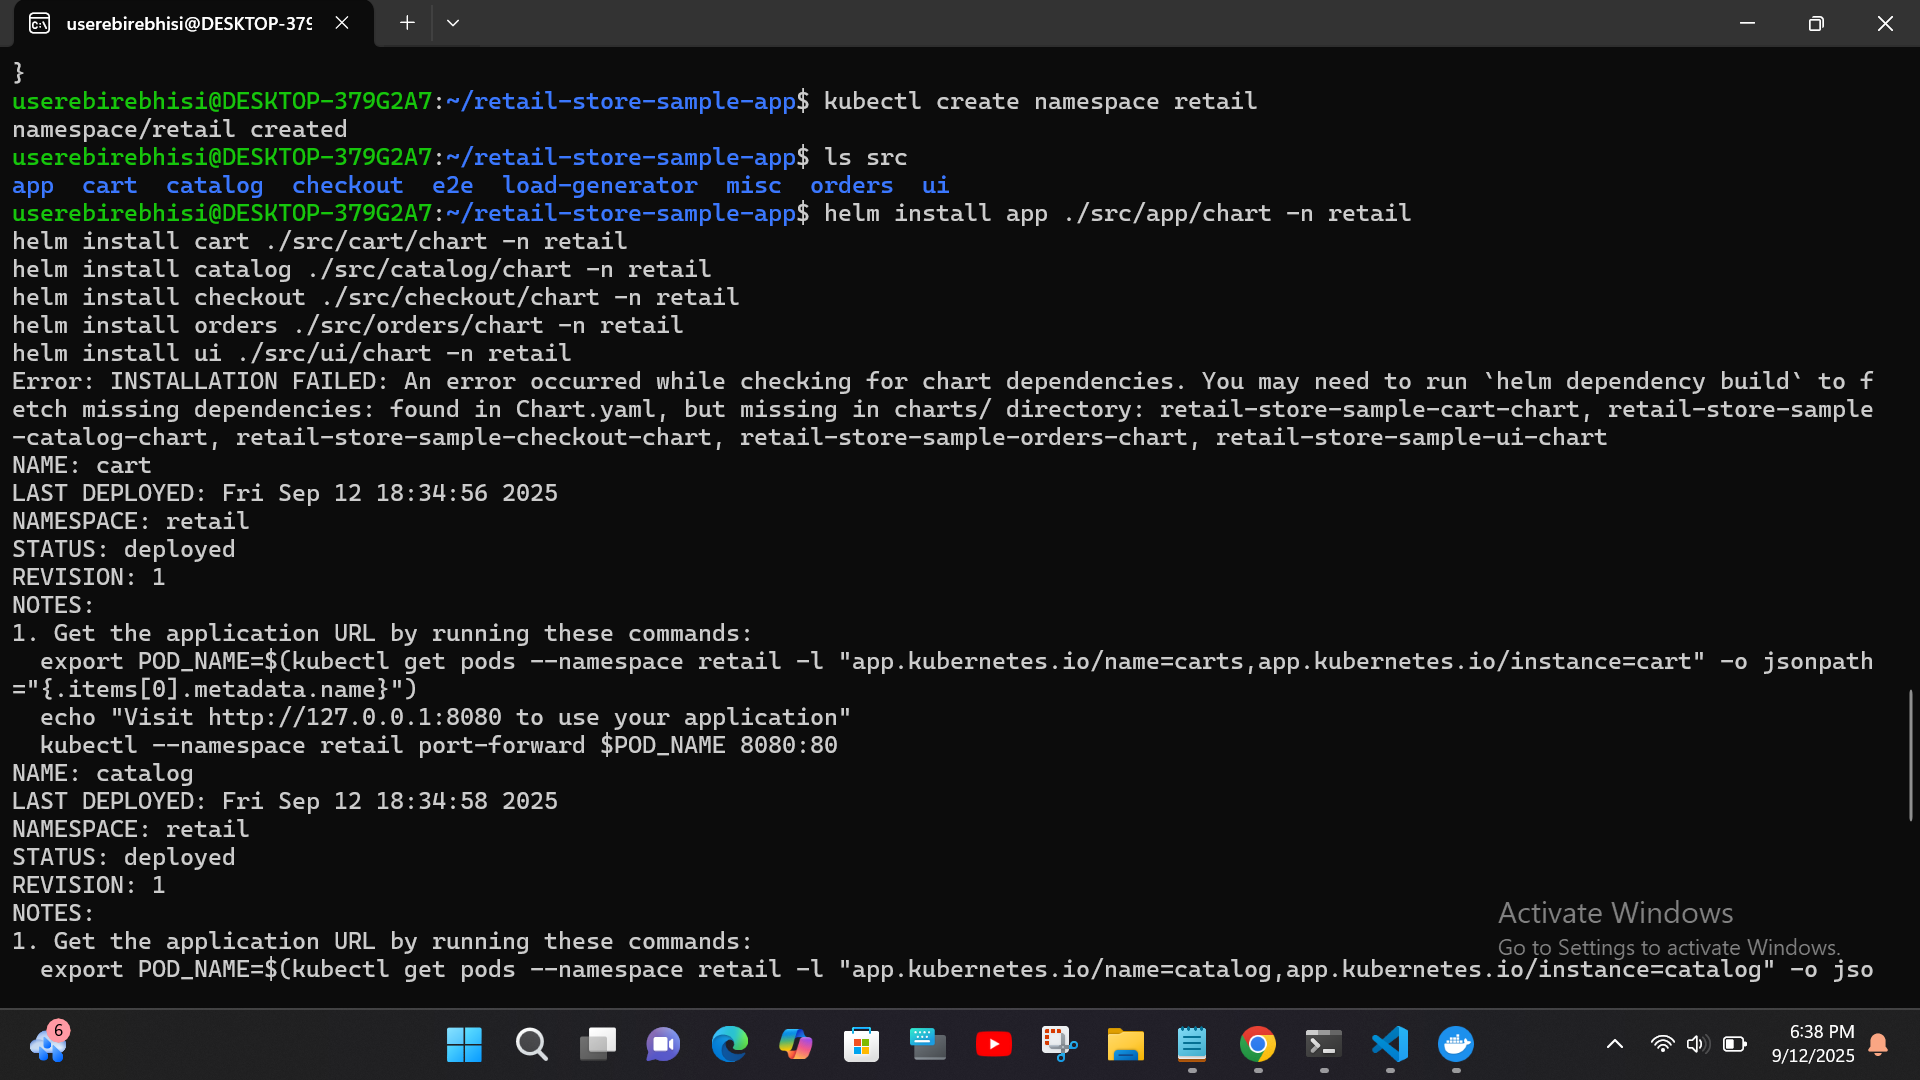 userebirebhisi@DESKTOP-379
}
userebirebhisi@DESKTOP-379G2A7:~/retail-store-sample-app$ kubectl create namespace retail
namespace/retail created
userebirebhisi@DESKTOP-379G2A7:~/retail-store-sample-app$ ls src
app  cart  catalog  checkout  e2e  load-generator  misc  orders  ui
userebirebhisi@DESKTOP-379G2A7:~/retail-store-sample-app$ helm install app ./src/app/chart -n retail
helm install cart ./src/cart/chart -n retail
helm install catalog ./src/catalog/chart -n retail
helm install checkout ./src/checkout/chart -n retail
helm install orders ./src/orders/chart -n retail
helm install ui ./src/ui/chart -n retail
Error: INSTALLATION FAILED: An error occurred while checking for chart dependencies. You may need to run `helm dependency build` to f
etch missing dependencies: found in Chart.yaml, but missing in charts/ directory: retail-store-sample-cart-chart, retail-store-sample
-catalog-chart, retail-store-sample-checkout-chart, retail-store-sample-orders-chart, retail-store-sample-ui-chart
NAME: cart
LAST DEPLOYED: Fri Sep 12 18:34:56 2025
NAMESPACE: retail
STATUS: deployed
REVISION: 1
NOTES:
1. Get the application URL by running these commands:
  export POD_NAME=$(kubectl get pods --namespace retail -l "app.kubernetes.io/name=carts,app.kubernetes.io/instance=cart" -o jsonpath
="{.items[0].metadata.name}")
  echo "Visit http://127.0.0.1:8080 to use your application"
  kubectl --namespace retail port-forward $POD_NAME 8080:80
NAME: catalog
LAST DEPLOYED: Fri Sep 12 18:34:58 2025
NAMESPACE: retail
STATUS: deployed
REVISION: 1
NOTES:
1. Get the application URL by running these commands:
  export POD_NAME=$(kubectl get pods --namespace retail -l "app.kubernetes.io/name=catalog,app.kubernetes.io/instance=catalog" -o jso
Activate Windows
Go to Settings to activate Windows.
6
6:38 PM
9/12/2025